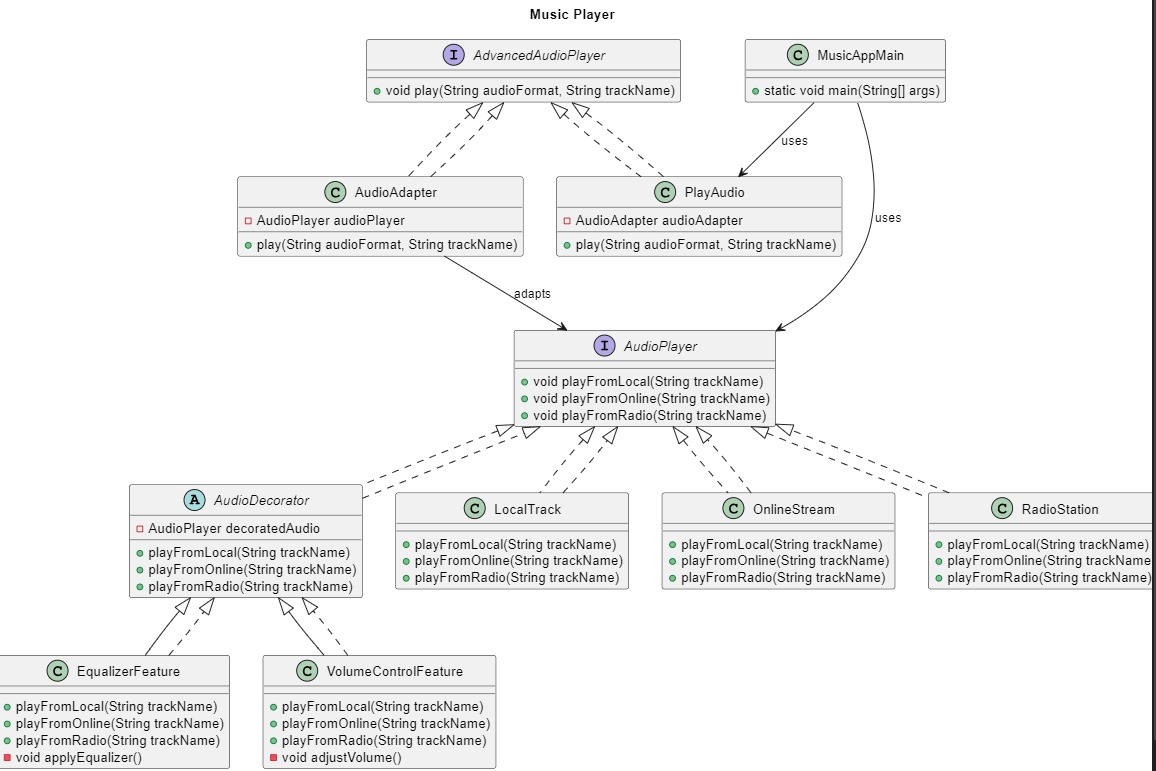 Music Player
I AdvancedAudioPlayer
void play(String audioFormat, String trackName)
C MusicAppMain
static void main(String[] args)
uses
uses
C AudioAdapter
AudioPlayer audioPlayer
play(String audioFormat, String trackName)
C PlayAudio
AudioAdapter audioAdapter
play(String audioFormat, String trackName)
adapts
I AudioPlayer
void playFromLocal(String trackName)
void playFromOnline(String trackName)
void playFromRadio(String trackName)
A AudioDecorator
AudioPlayer decoratedAudio
playFromLocal(String trackName)
playFromOnline(String trackName)
playFromRadio(String trackName)
C LocalTrack
playFromLocal(String trackName)
playFromOnline(String trackName)
playFromRadio(String trackName)
C OnlineStream
playFromLocal(String trackName)
playFromOnline(String trackName)
playFromRadio(String trackName)
C RadioStation
playFromLocal(String trackName)
playFromOnline(String trackName
playFromRadio(String trackName)
C EqualizerFeature
playFromLocal(String trackName)
playFromOnline(String trackName)
playFromRadio(String trackName)
void applyEqualizer()
C VolumeControlFeature
playFromLocal(String trackName)
playFromOnline(String trackName)
playFromRadio(String trackName)
void adjustVolume()